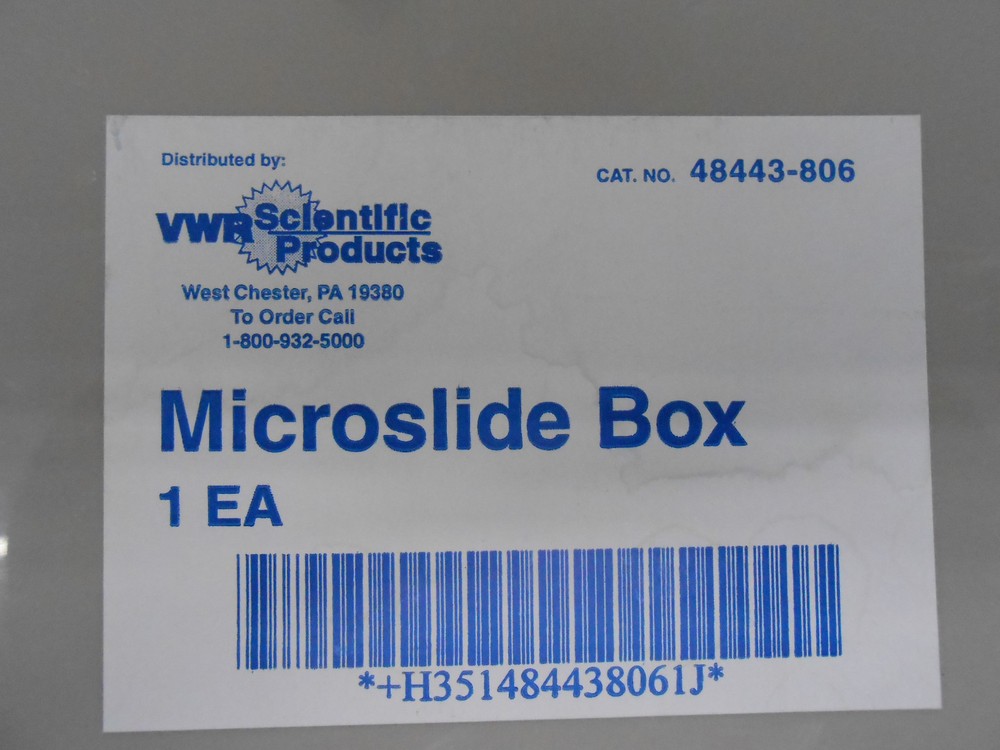 Distributed by:
CAT. NO. 48443-806
VWR Scientific
Products
West Chester, PA 19380
To Order Call
1-800-932-5000
Microslide Box
1 EA
*+H351484438061J*